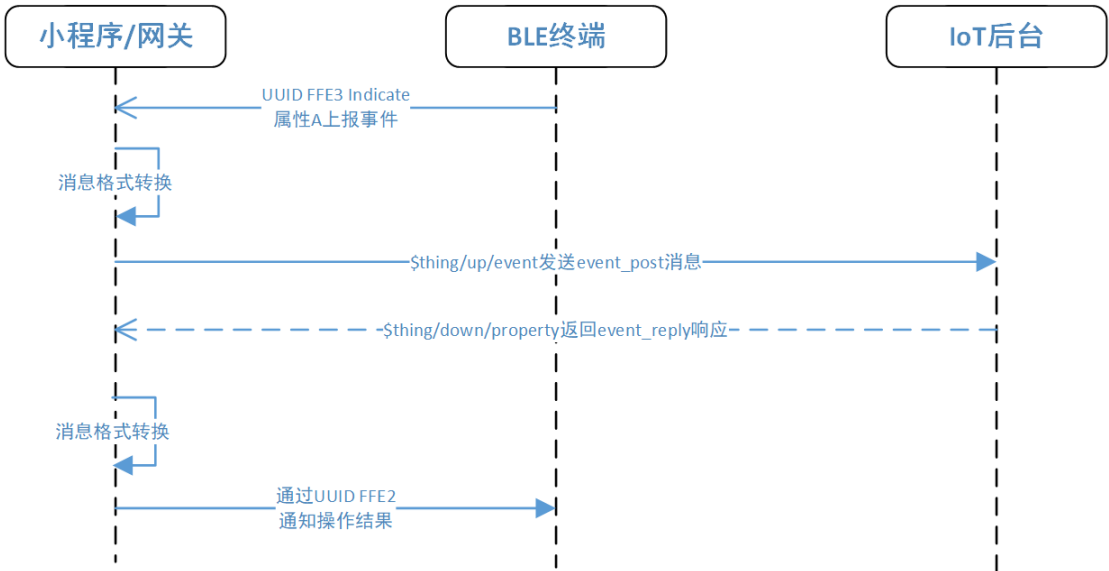 小程序/网关
BLE终端
IoT后台
UUID FFE3 Indicate
属性A上报事件
消息格式转换
$thing/up/event发送event_post消息
$thing/down/property返回event_reply响应
消息格式转换
通过UUID FFE2
通知操作结果